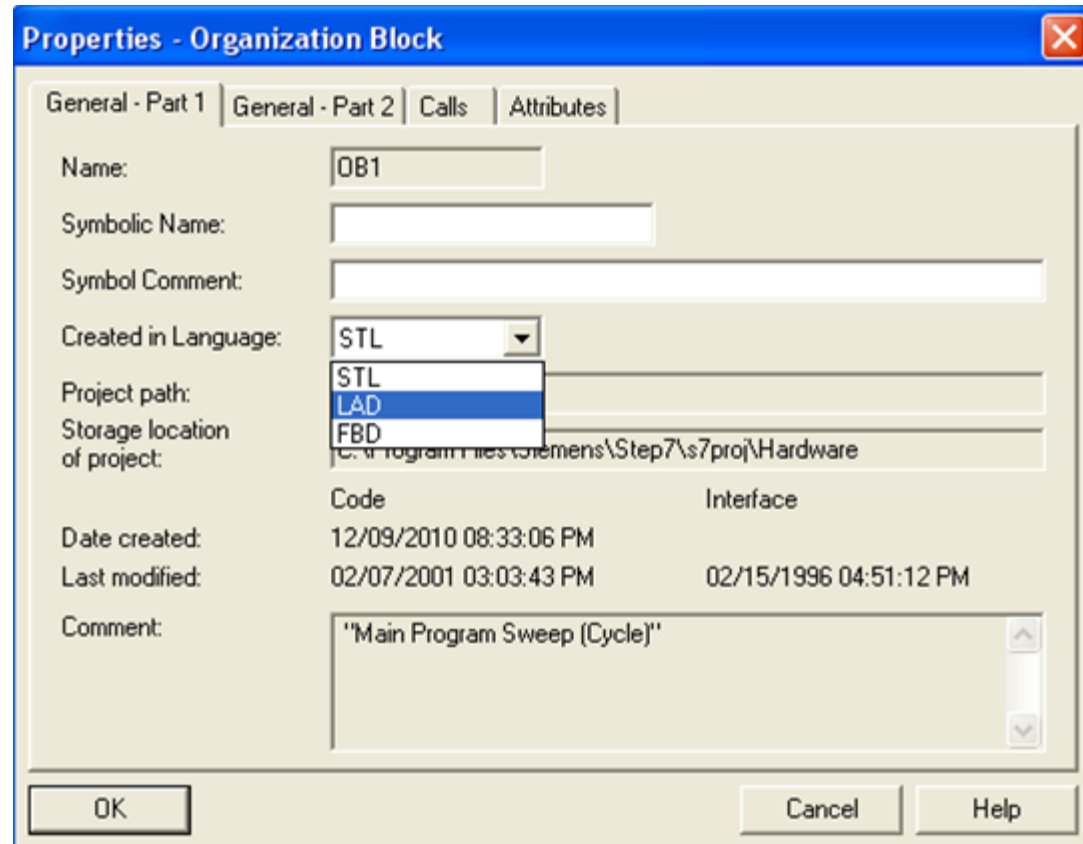 Properties - Organization Block
General - Part 1 General - Part 2 Calls Attributes
Name: OB1
Symbolic Name:
Symbol Comment:
Created in Language: STL
STL
Project path:
LAD
Storage location
FBD
of project: C:\Program Files\Siemens\Step7\s7proj\Hardware
Code Interface
Date created: 12/09/2010 08:33:06 PM
Last modified: 02/07/2001 03:03:43 PM 02/15/1996 04:51:12 PM
Comment: "Main Program Sweep (Cycle)"
OK Cancel Help